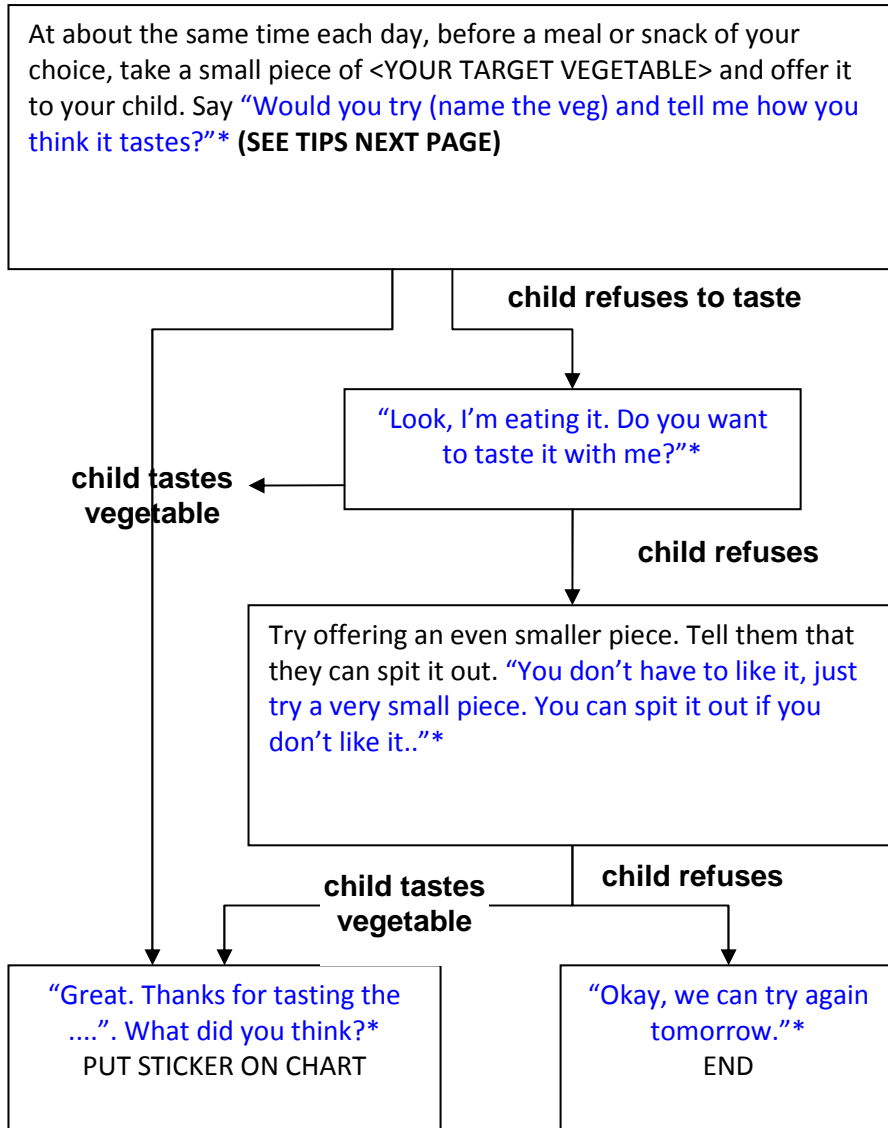 At about the same time each day, before a meal or snack of your
choice, take a small piece of <YOUR TARGET VEGETABLE> and offer it
to your child. Say “Would you try (name the veg) and tell me how you
think it tastes?”* (SEE TIPS NEXT PAGE)
child refuses to taste
“Look, I’m eating it. Do you want
to taste it with me?”*
child tastes
vegetable
child refuses
Try offering an even smaller piece. Tell them that
they can spit it out. “You don’t have to like it, just
try a very small piece. You can spit it out if you
don’t like it..”*
child tastes
vegetable
child refuses
“Great. Thanks for tasting the
....”. What did you think?*
PUT STICKER ON CHART
“Okay, we can try again
tomorrow.”*
END